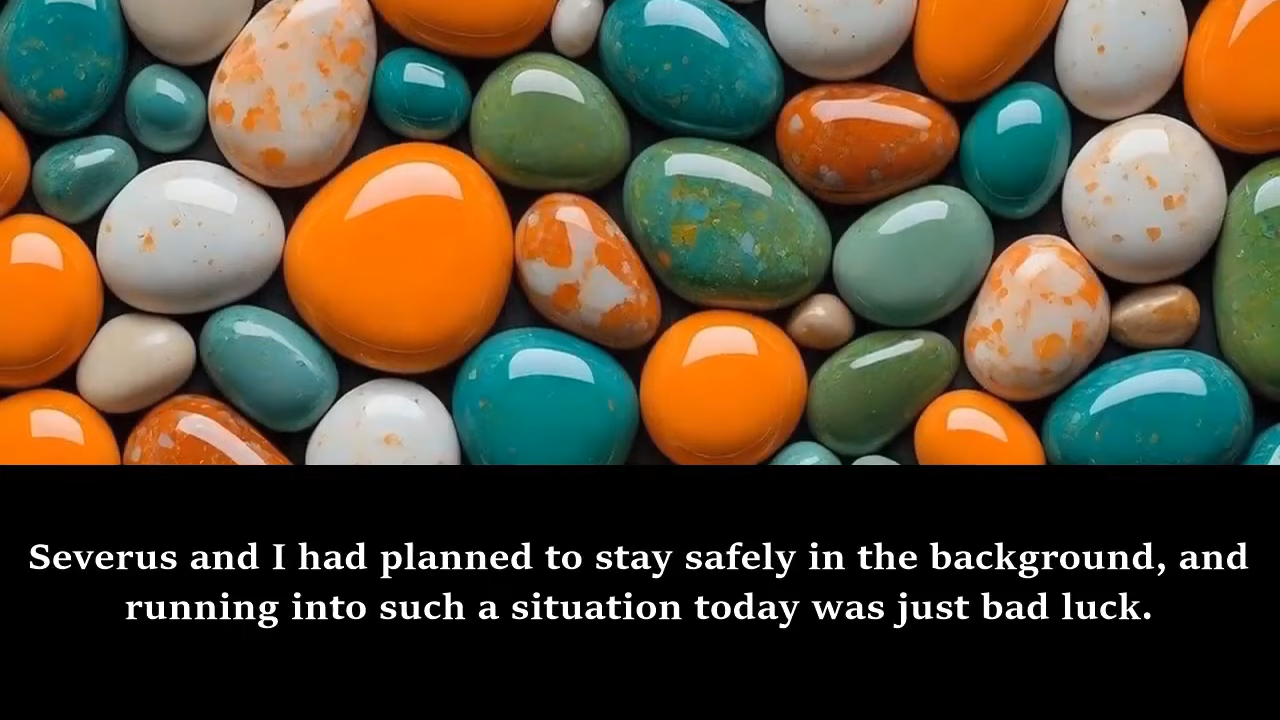 Severus and I had planned to stay safely in the background, and
running into such a situation today was just bad luck.